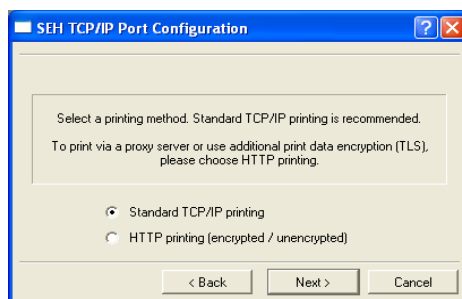 SEH TCP/IP Port Configuration
Select a printing method. Standard TCP/IP printing is recommended.
To print via a proxy server or use additional print data encryption (TLS),
please choose HTTP printing.
Standard TCP/IP printing
HTTP printing (encrypted / unencrypted)
< Back
Next >
Cancel